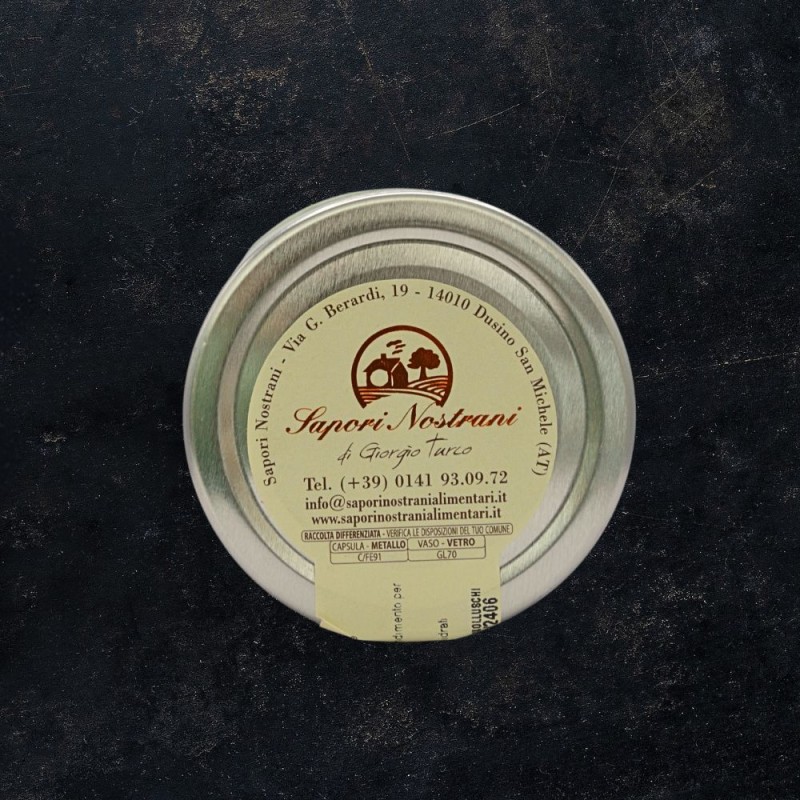 Sapori Nostrani - Via G. Berardi, 19 - 14010 Dusino San Michele (AT)
Sapori Nostrani
di Giorgio Turco
Tel. (+39) 0141 93.09.72
info@saporinostranialimentari.it
www.saporinostranialimentari.it
RACCOLTA DIFFERENZIATA - VERIFICA LE DISPOSIZIONI DEL TUO COMUNE
CAPSULA - METALLO VASO - VETRO
C/FE91 GL70
per
2406